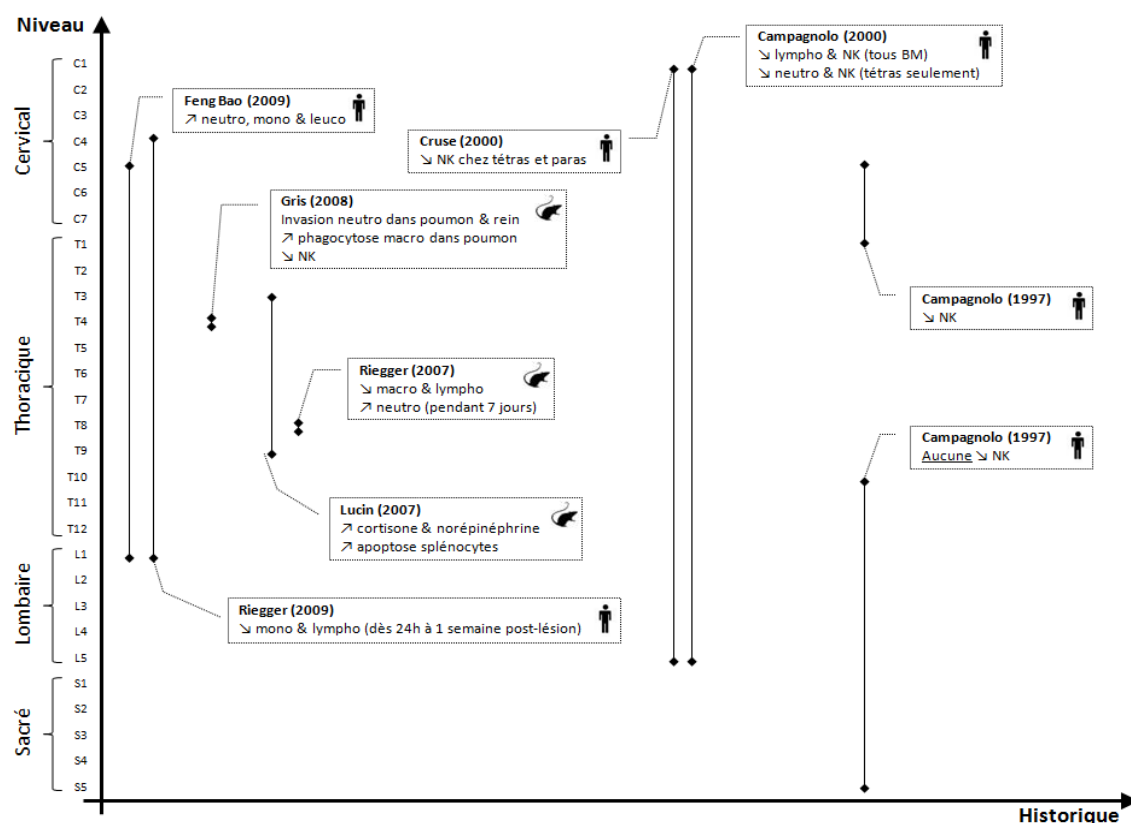 Niveau
Cervical
Thoracique
Lombaire
Sacré
C1
C2
C3
C4
C5
C6
C7
T1
T2
T3
T4
T5
T6
T7
T8
T9
T10
T11
T12
L1
L2
L3
L4
L5
S1
S2
S3
S4
S5
Feng Bao (2009)
↗ neutro, mono & leuco
Gris (2008)
Invasion neutro dans poumon & rein
↗ phagocytose macro dans poumon
↘ NK
Riegger (2007)
↘ macro & lympho
↗ neutro (pendant 7 jours)
Lucin (2007)
↗ cortisone & norépinéphrine
↗ apoptose splénocytes
Riegger (2009)
↘ mono & lympho (dès 24h à 1 semaine post-lésion)
Cruse (2000)
↘ NK chez tétras et paras
Campagnolo (2000)
↘ lympho & NK (tous BM)
↘ neutro & NK (tétras seulement)
Campagnolo (1997)
↘ NK
Campagnolo (1997)
Aucune ↘ NK
Historique